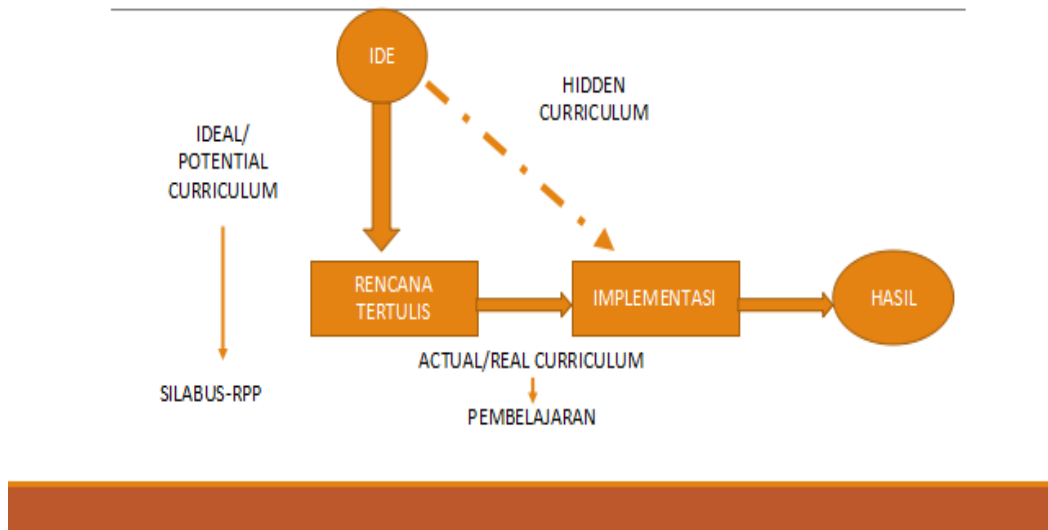 IDE
HIDDEN
CURRICULUM
IDEAL/
POTENTIAL
CURRICULUM
RENCANA
TERTULIS
IMPLEMENTASI
HASIL
ACTUAL/REAL CURRICULUM
SILABUS-RPP
PEMBELAJARAN